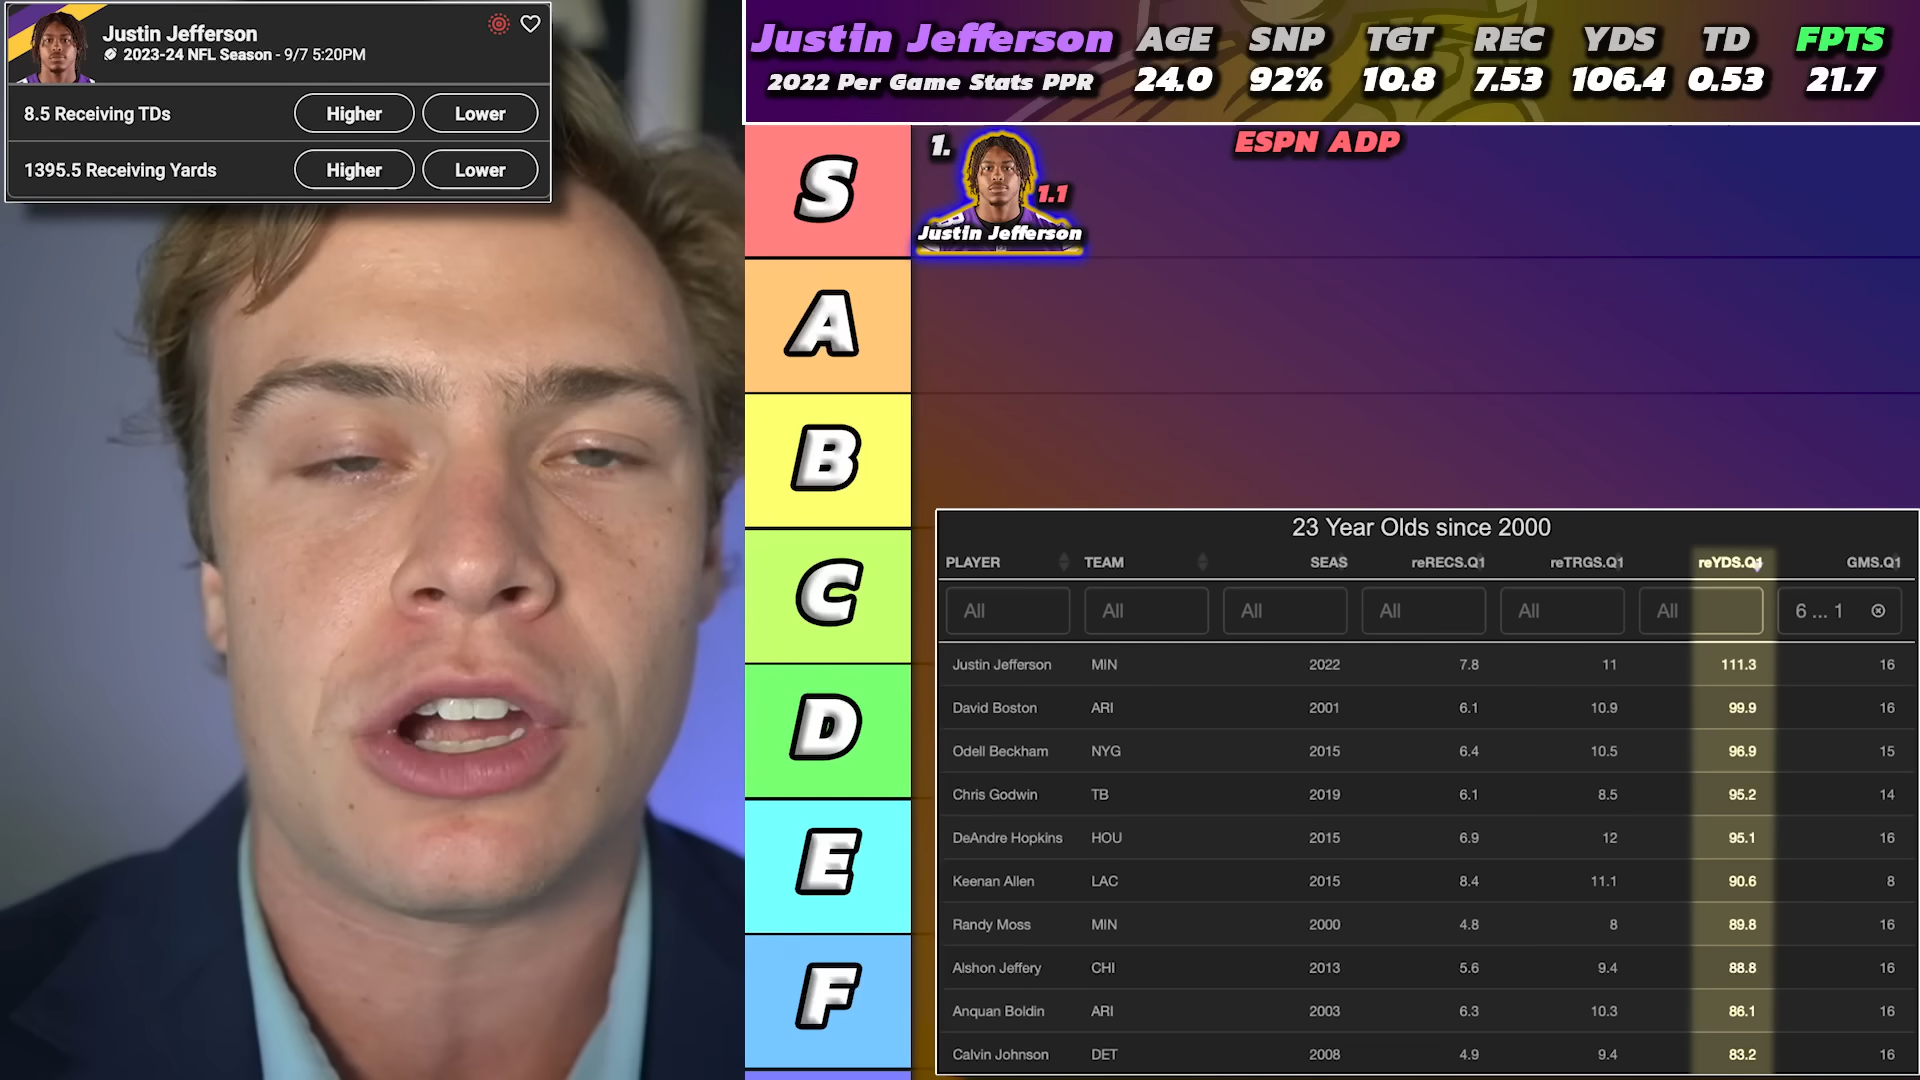 Justin Jefferson
2023-24 NFL Season - 9/7 5:20PM
8.5 Receiving TDs Higher Lower
1395.5 Receiving Yards Higher Lower
Justin Jefferson AGE SNP TGT REC YDS TD FPTS
2022 Per Game Stats PPR 24.0 92% 10.8 7.53 106.4 0.53 21.7
S
1.
1.1
Justin Jefferson
ESPN ADP
A
B
C
D
E
F
23 Year Olds since 2000
PLAYER TEAM SEAS reRECS.Q1 reTRGS.Q1 reYDS.Q1 GMS.Q1
All All All All All All 6 ... 1
Justin Jefferson MIN 2022 7.8 11 111.3 16
David Boston ARI 2001 6.1 10.9 99.9 16
Odell Beckham NYG 2015 6.4 10.5 96.9 15
Chris Godwin TB 2019 6.1 8.5 95.2 14
DeAndre Hopkins HOU 2015 6.9 12 95.1 16
Keenan Allen LAC 2015 8.4 11.1 90.6 8
Randy Moss MIN 2000 4.8 8 89.8 16
Alshon Jeffery CHI 2013 5.6 9.4 88.8 16
Anquan Boldin ARI 2003 6.3 10.3 86.1 16
Calvin Johnson DET 2008 4.9 9.4 83.2 16